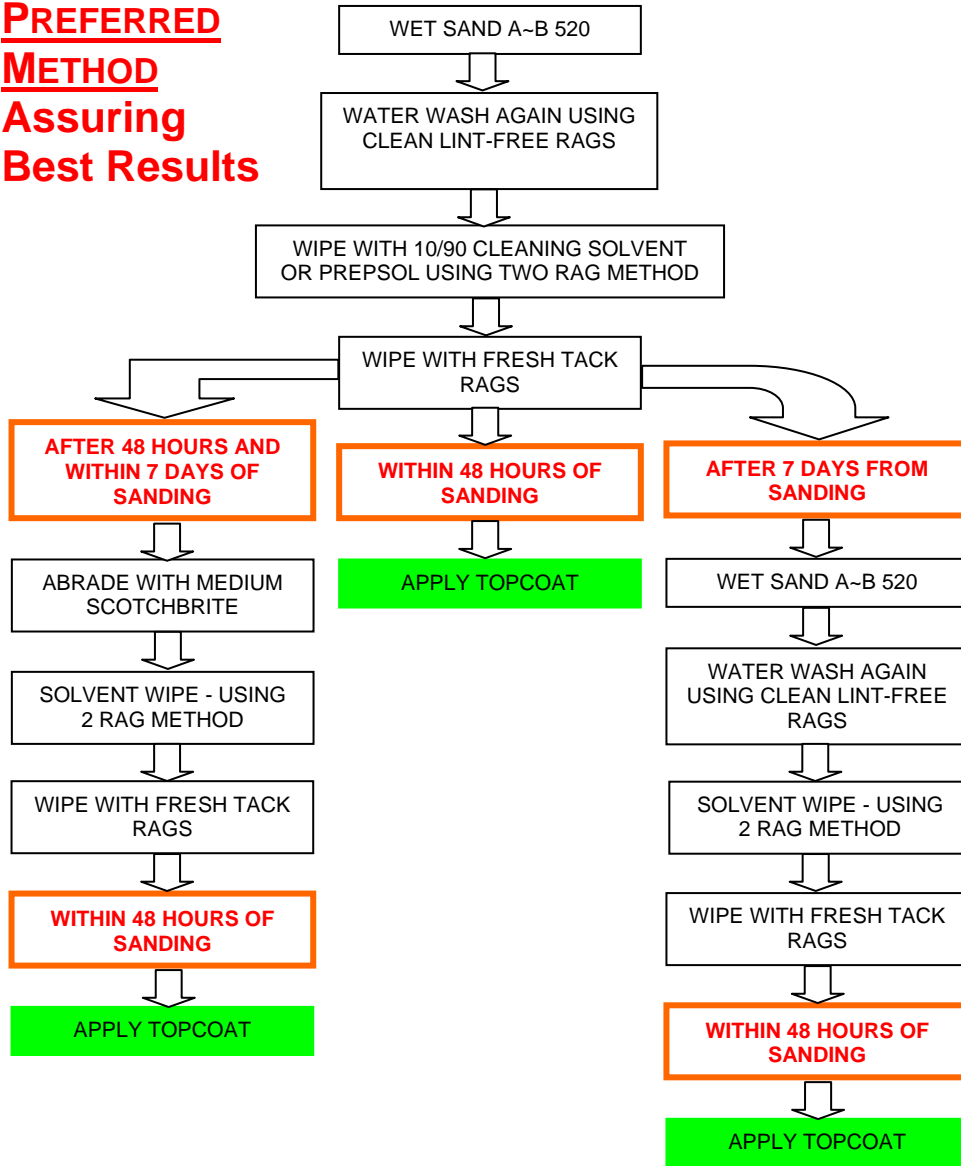 PREFERRED
METHOD
Assuring
Best Results
WET SAND A~B 520
WATER WASH AGAIN USING
CLEAN LINT-FREE RAGS
WIPE WITH 10/90 CLEANING SOLVENT
OR PREPSOL USING TWO RAG METHOD
WIPE WITH FRESH TACK
RAGS
AFTER 48 HOURS AND
WITHIN 7 DAYS OF
SANDING
ABRADE WITH MEDIUM
SCOTCHBRITE
SOLVENT WIPE - USING
2 RAG METHOD
WIPE WITH FRESH TACK
RAGS
WITHIN 48 HOURS OF
SANDING
APPLY TOPCOAT
WITHIN 48 HOURS OF
SANDING
APPLY TOPCOAT
AFTER 7 DAYS FROM
SANDING
WET SAND A~B 520
WATER WASH AGAIN
USING CLEAN LINT-FREE
RAGS
SOLVENT WIPE - USING
2 RAG METHOD
WIPE WITH FRESH TACK
RAGS
WITHIN 48 HOURS OF
SANDING
APPLY TOPCOAT